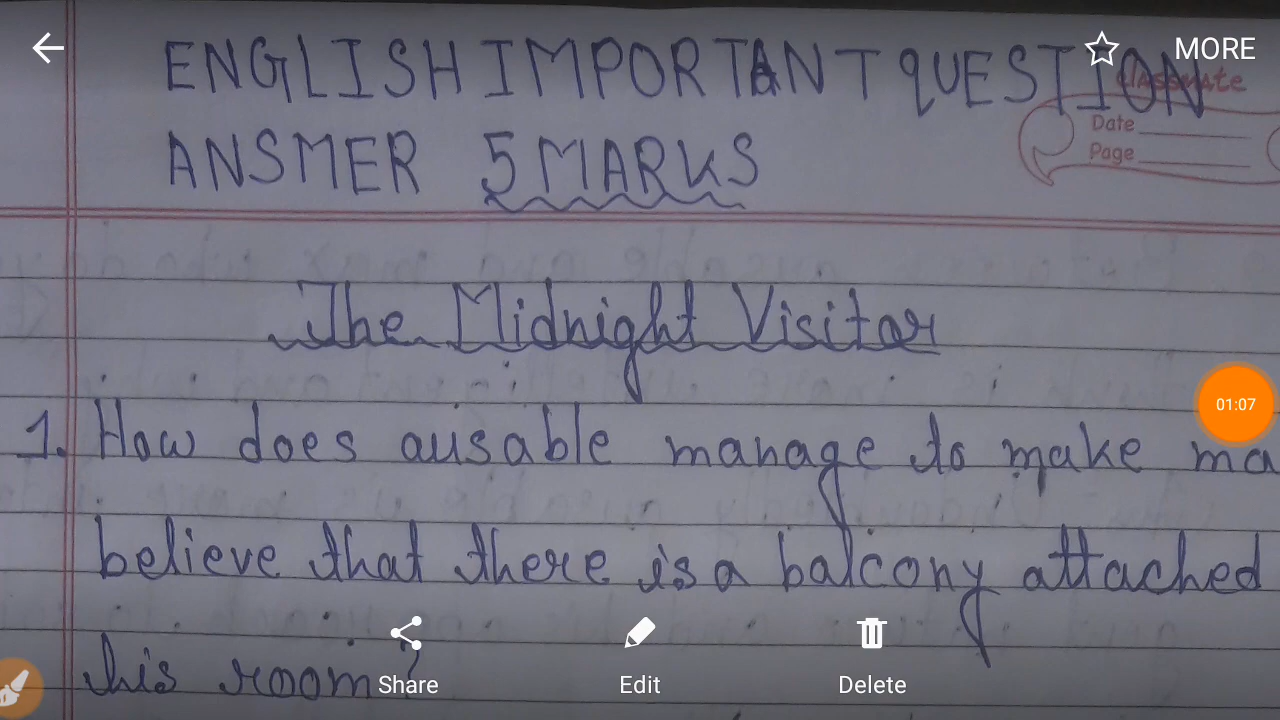 MORE
ENGLISH IMPORTANT QUESTION
classmate
ANSMER 5 MARKS
Date
Page
The Midnight Visitor
01:07
1. How does ausable manage to make ma
believe that there is a balcony attached
his room?
Share
Edit
Delete